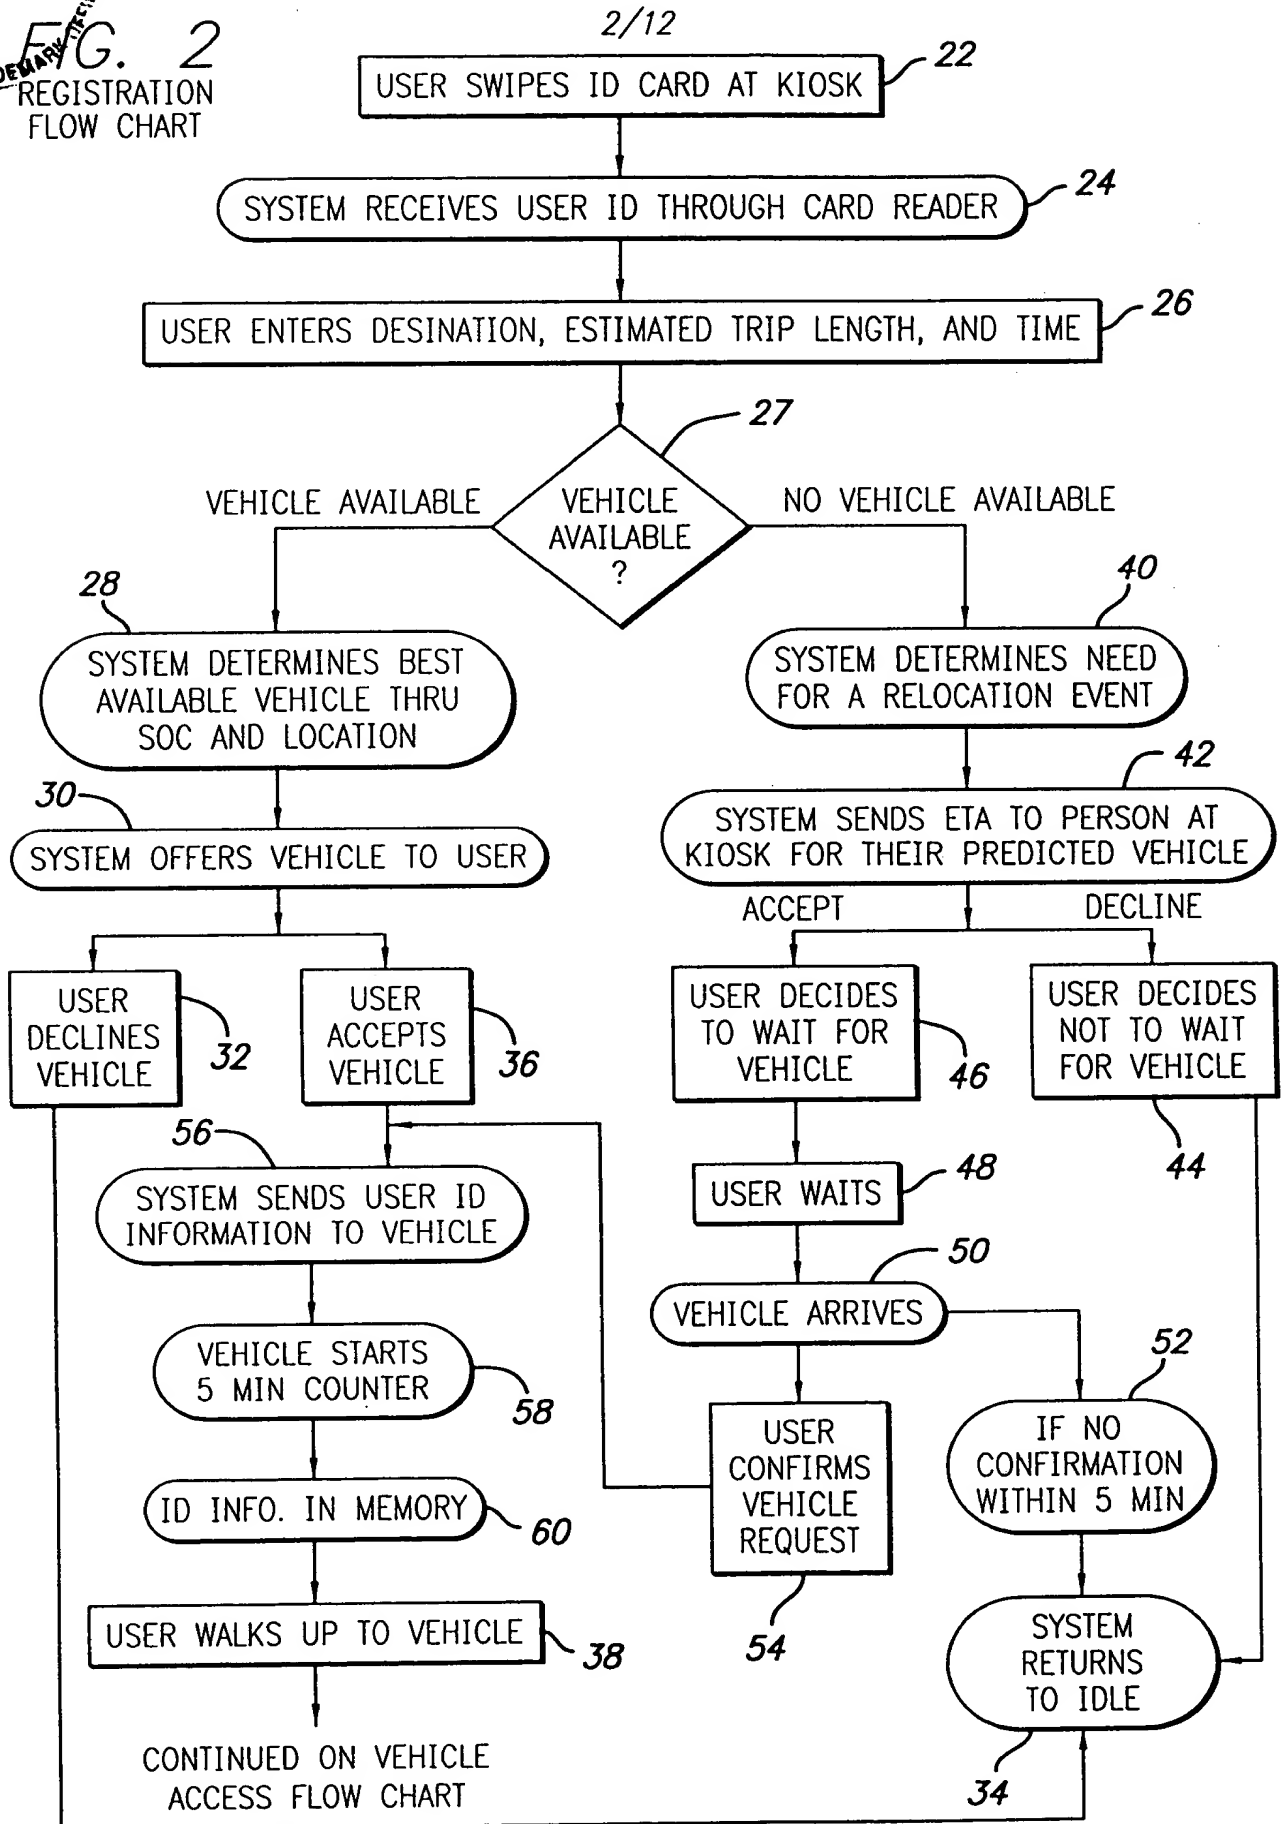 2/12
FIG. 2
REGISTRATION
FLOW CHART
USER SWIPES ID CARD AT KIOSK
22
SYSTEM RECEIVES USER ID THROUGH CARD READER
24
USER ENTERS DESINATION, ESTIMATED TRIP LENGTH, AND TIME
26
27
VEHICLE
AVAILABLE
?
VEHICLE AVAILABLE
NO VEHICLE AVAILABLE
28
SYSTEM DETERMINES BEST
AVAILABLE VEHICLE THRU
SOC AND LOCATION
40
SYSTEM DETERMINES NEED
FOR A RELOCATION EVENT
30
SYSTEM OFFERS VEHICLE TO USER
42
SYSTEM SENDS ETA TO PERSON AT
KIOSK FOR THEIR PREDICTED VEHICLE
ACCEPT
DECLINE
USER
DECLINES
VEHICLE
32
USER
ACCEPTS
VEHICLE
36
USER DECIDES
TO WAIT FOR
VEHICLE
46
USER DECIDES
NOT TO WAIT
FOR VEHICLE
44
56
SYSTEM SENDS USER ID
INFORMATION TO VEHICLE
USER WAITS
48
VEHICLE STARTS
5 MIN COUNTER
58
VEHICLE ARRIVES
50
52
IF NO
CONFIRMATION
WITHIN 5 MIN
USER
CONFIRMS
VEHICLE
REQUEST
54
ID INFO. IN MEMORY
60
USER WALKS UP TO VEHICLE
38
SYSTEM
RETURNS
TO IDLE
34
CONTINUED ON VEHICLE
ACCESS FLOW CHART